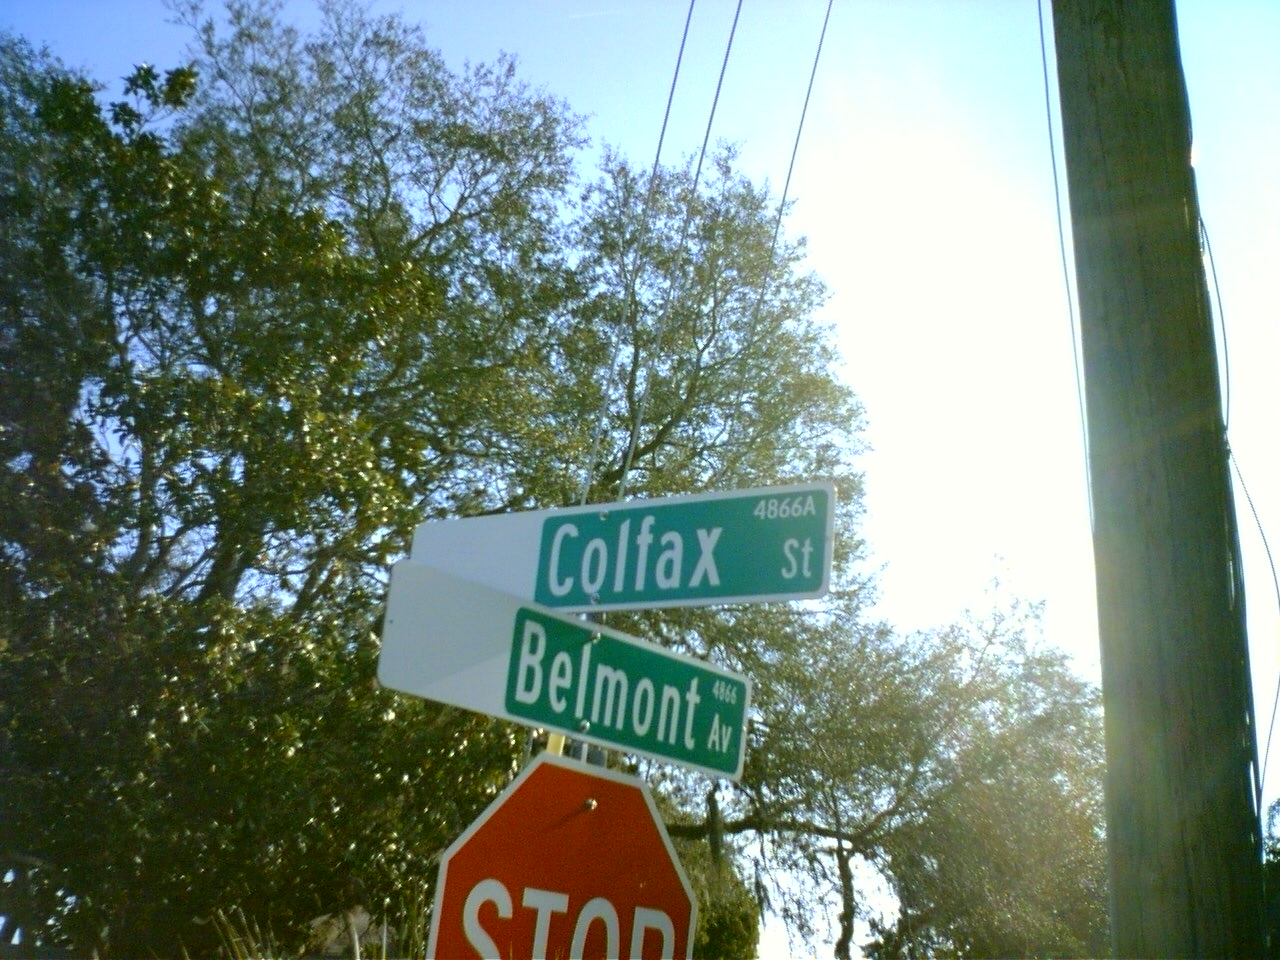 4866A
Colfax St
4866
Belmont Av
STOP